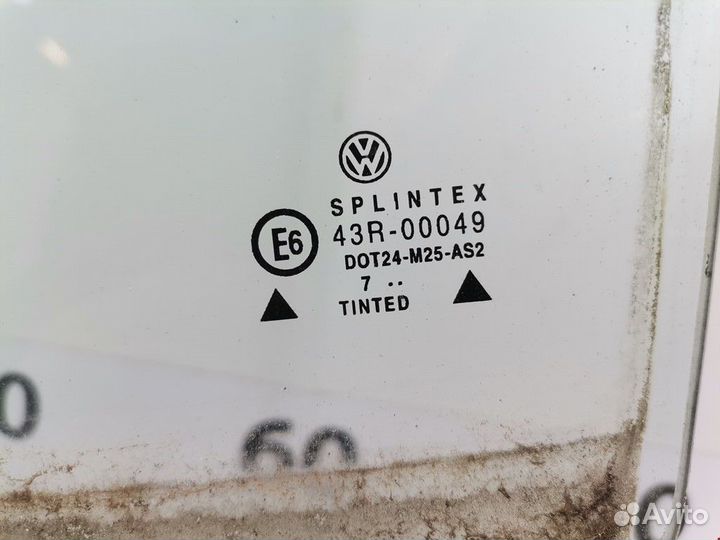 SPLINTEX
E6
43R-00049
DOT24-M25-AS2
7 ..
TINTED
60
Avito